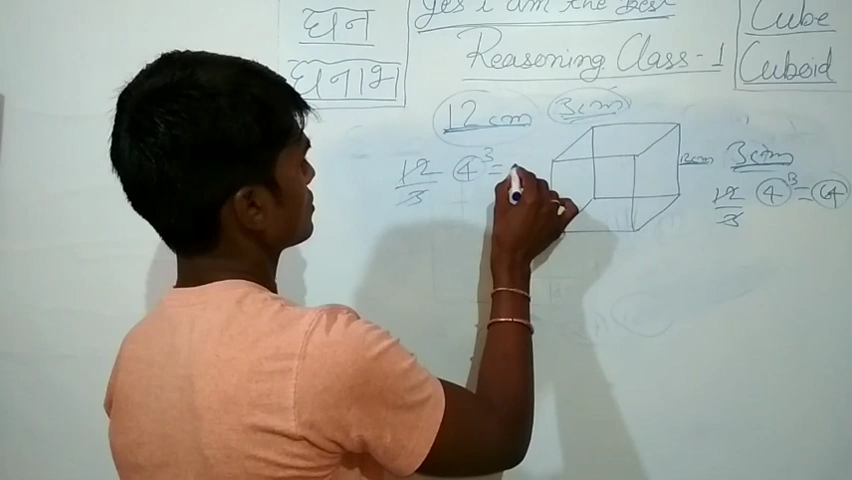 घन
घनाभ
Yes i am the Best
Reasoning Class-1
Cube
Cuboid
12 cm
3cm
12/3 4³=
3cm
12/3 4³=64